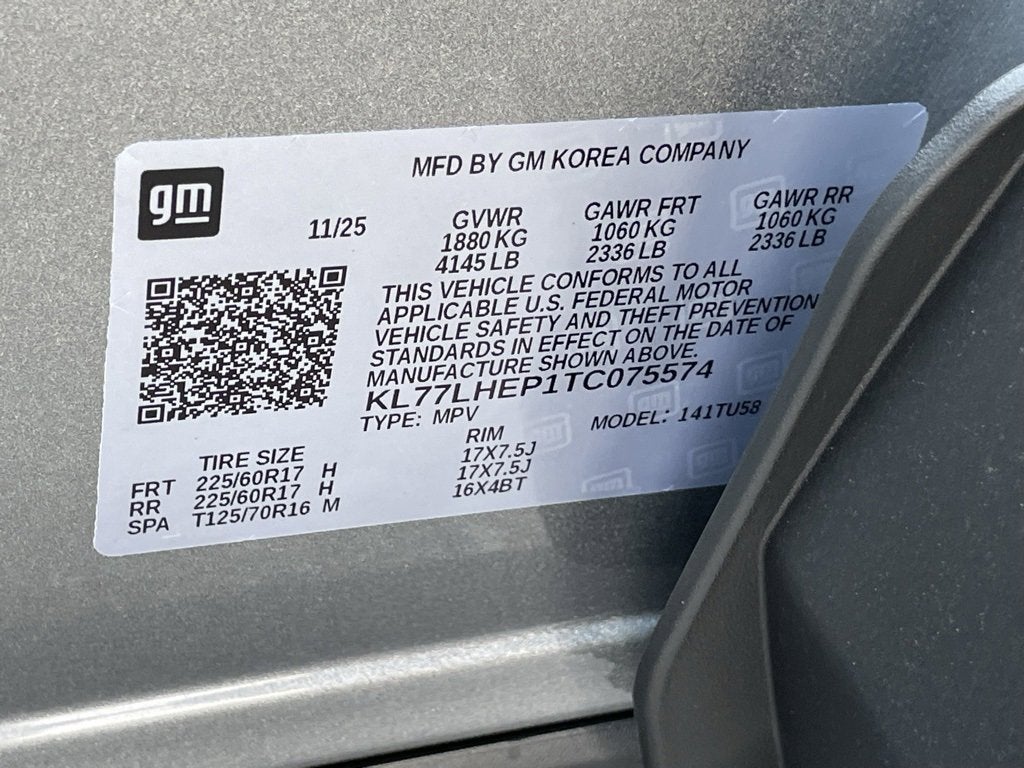 gm
MFD BY GM KOREA COMPANY
11/25 GVWR GAWR FRT GAWR RR
1880 KG 1060 KG 1060 KG
4145 LB 2336 LB 2336 LB
THIS VEHICLE CONFORMS TO ALL
APPLICABLE U.S. FEDERAL MOTOR
VEHICLE SAFETY AND THEFT PREVENTION
STANDARDS IN EFFECT ON THE DATE OF
MANUFACTURE SHOWN ABOVE.
KL77LHEP1TC075574
TYPE: MPV MODEL: 141TU58
TIRE SIZE RIM
FRT 225/60R17 H 17X7.5J
RR 225/60R17 H 17X7.5J
SPA T125/70R16 M 16X4BT